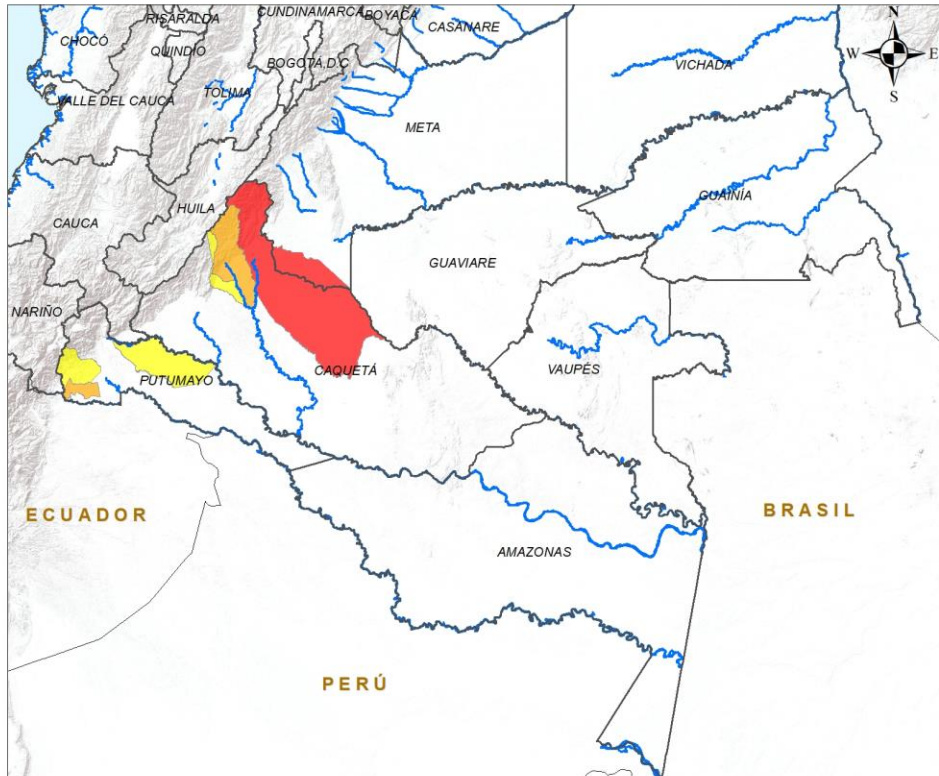 RISARALDA
CUNDINAMARCA
BOYACÁ
CASANARE
N
CHOCÓ
QUINDÍO
BOGOTÁ,D.C
VICHADA
W
E
TOLIMA
S
VALLE DEL CAUCA
META
GUAINÍA
HUILA
CAUCA
GUAVIARE
NARIÑO
CAQUETÁ
VAUPÉS
PUTUMAYO
ECUADOR
BRASIL
AMAZONAS
PERÚ